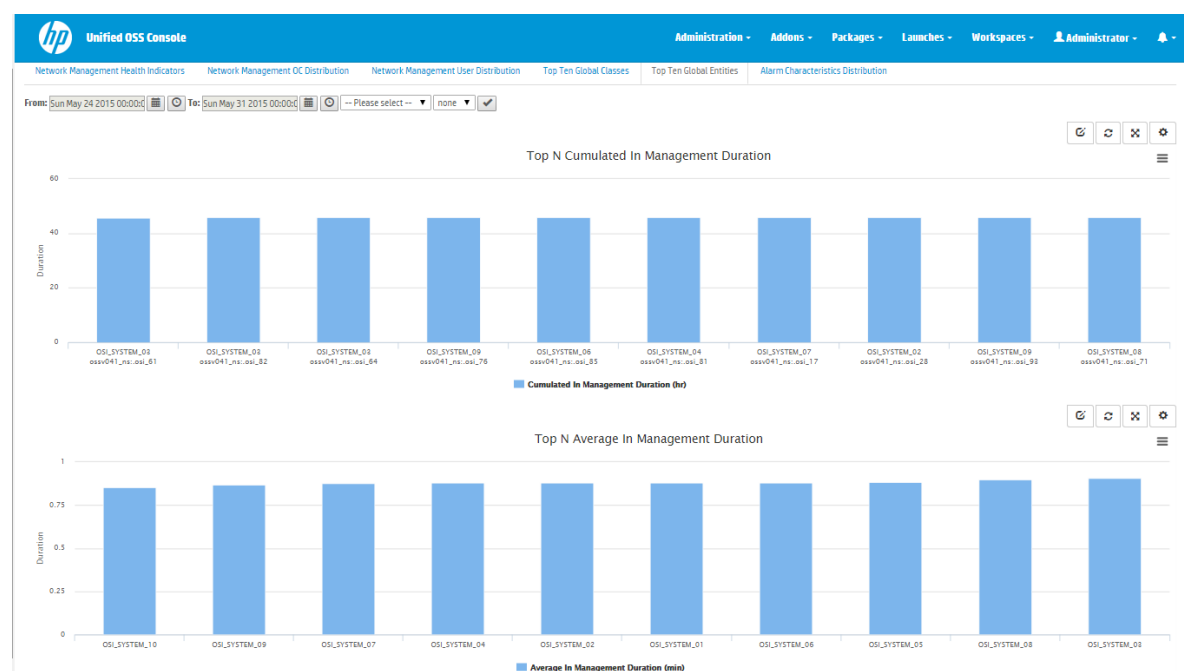 hp Unified OSS Console Administration Addons Packages Launches Workspaces Administrator
Network Management Health Indicators Network Management OC Distribution Network Management User Distribution Top Ten Global Classes Top Ten Global Entities Alarm Characteristics Distribution
From: Sun May 24 2015 00:00:0 To: Sun May 31 2015 00:00:0 -- Please select -- none
Top N Cumulated In Management Duration
60
40
20
0
Duration
OSI_SYSTEM_03 OSI_SYSTEM_03 OSI_SYSTEM_03 OSI_SYSTEM_09 OSI_SYSTEM_06 OSI_SYSTEM_04 OSI_SYSTEM_07 OSI_SYSTEM_02 OSI_SYSTEM_09 OSI_SYSTEM_08
ossv041_ns:.osi_61 ossv041_ns:.osi_82 ossv041_ns:.osi_64 ossv041_ns:.osi_76 ossv041_ns:.osi_85 ossv041_ns:.osi_81 ossv041_ns:.osi_17 ossv041_ns:.osi_28 ossv041_ns:.osi_93 ossv041_ns:.osi_71
Cumulated In Management Duration (hr)
Top N Average In Management Duration
1
0.75
0.5
0.25
0
Duration
OSI_SYSTEM_10 OSI_SYSTEM_09 OSI_SYSTEM_07 OSI_SYSTEM_04 OSI_SYSTEM_02 OSI_SYSTEM_01 OSI_SYSTEM_06 OSI_SYSTEM_05 OSI_SYSTEM_08 OSI_SYSTEM_03
Average In Management Duration (min)